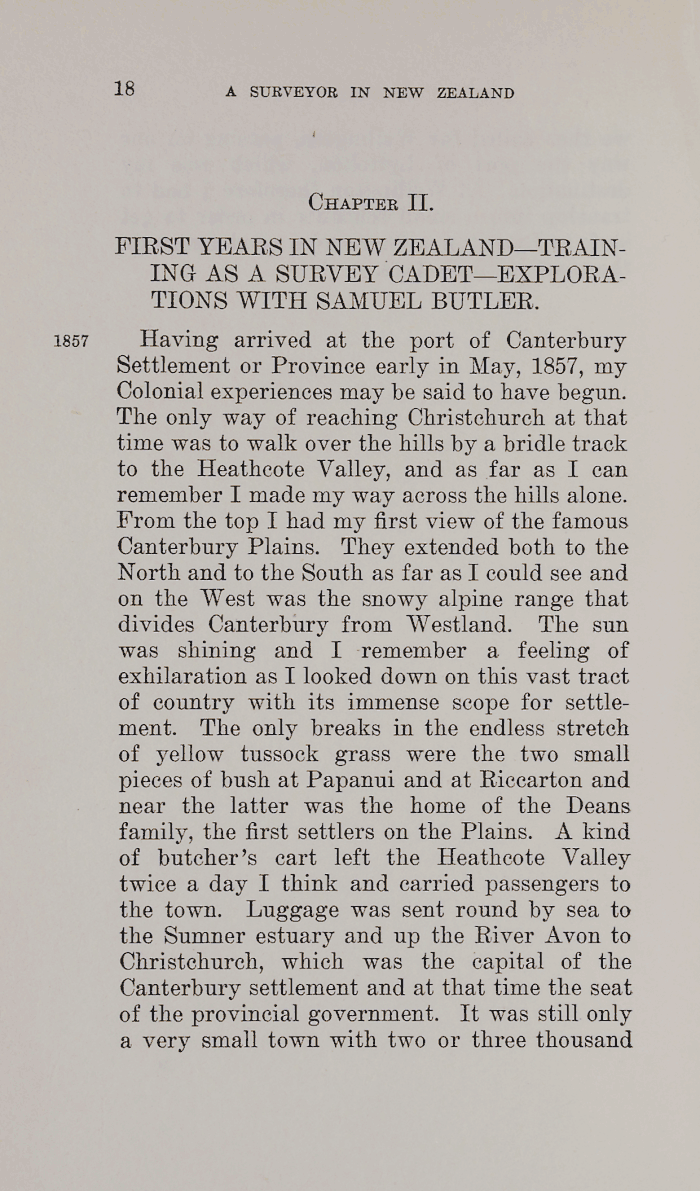 18 A SURVEYOR IN NEW ZEALAND
CHAPTER II.
FIRST YEARS IN NEW ZEALAND—TRAIN-
ING AS A SURVEY CADET—EXPLORA-
TIONS WITH SAMUEL BUTLER.
1857 Having arrived at the port of Canterbury
Settlement or Province early in May, 1857, my
Colonial experiences may be said to have begun.
The only way of reaching Christchurch at that
time was to walk over the hills by a bridle track
to the Heathcote Valley, and as far as I can
remember I made my way across the hills alone.
From the top I had my first view of the famous
Canterbury Plains. They extended both to the
North and to the South as far as I could see and
on the West was the snowy alpine range that
divides Canterbury from Westland. The sun
was shining and I remember a feeling of
exhilaration as I looked down on this vast tract
of country with its immense scope for settle-
ment. The only breaks in the endless stretch
of yellow tussock grass were the two small
pieces of bush at Papanui and at Riccarton and
near the latter was the home of the Deans
family, the first settlers on the Plains. A kind
of butcher's cart left the Heathcote Valley
twice a day I think and carried passengers to
the town. Luggage was sent round by sea to
the Sumner estuary and up the River Avon to
Christchurch, which was the capital of the
Canterbury settlement and at that time the seat
of the provincial government. It was still only
a very small town with two or three thousand